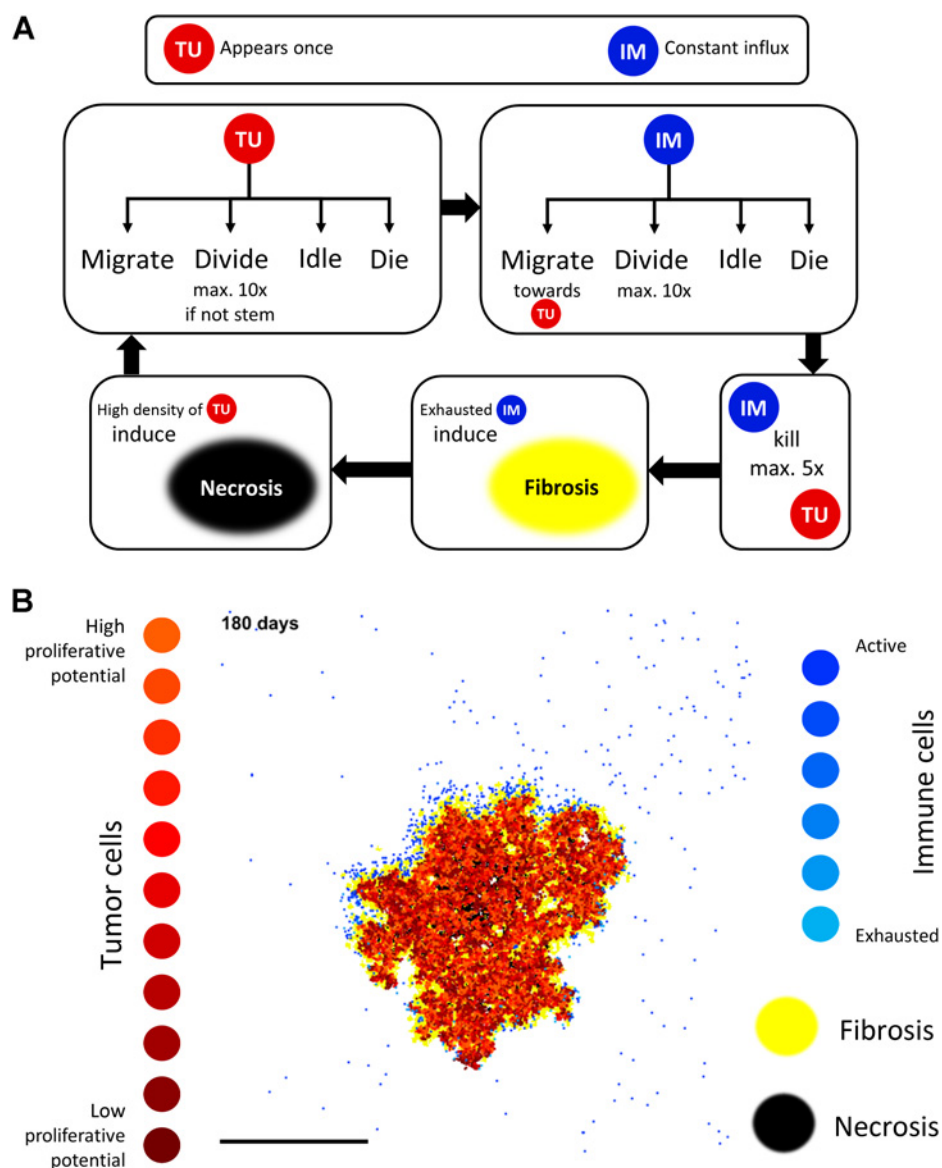 A
TU Appears once
IM Constant influx
TU
Migrate Divide Idle Die
max. 10x
if not stem
IM
Migrate Divide Idle Die
towards max. 10x
TU
High density of TU
induce
Necrosis
Exhausted IM
induce
Fibrosis
IM
kill
max. 5x
TU
B
180 days
High
proliferative
potential
Tumor cells
Low
proliferative
potential
Active
Immune cells
Exhausted
Fibrosis
Necrosis